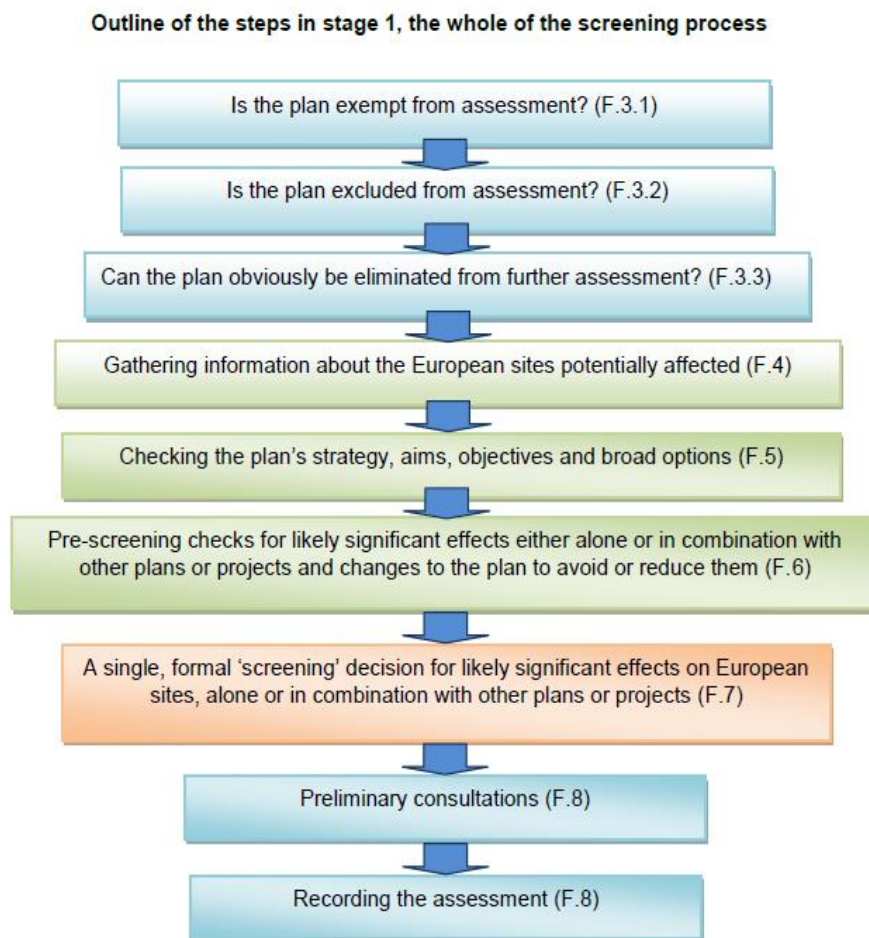 Outline of the steps in stage 1, the whole of the screening process
Is the plan exempt from assessment? (F.3.1)
Is the plan excluded from assessment? (F.3.2)
Can the plan obviously be eliminated from further assessment? (F.3.3)
Gathering information about the European sites potentially affected (F.4)
Checking the plan’s strategy, aims, objectives and broad options (F.5)
Pre-screening checks for likely significant effects either alone or in combination with
other plans or projects and changes to the plan to avoid or reduce them (F.6)
A single, formal ‘screening’ decision for likely significant effects on European
sites, alone or in combination with other plans or projects (F.7)
Preliminary consultations (F.8)
Recording the assessment (F.8)